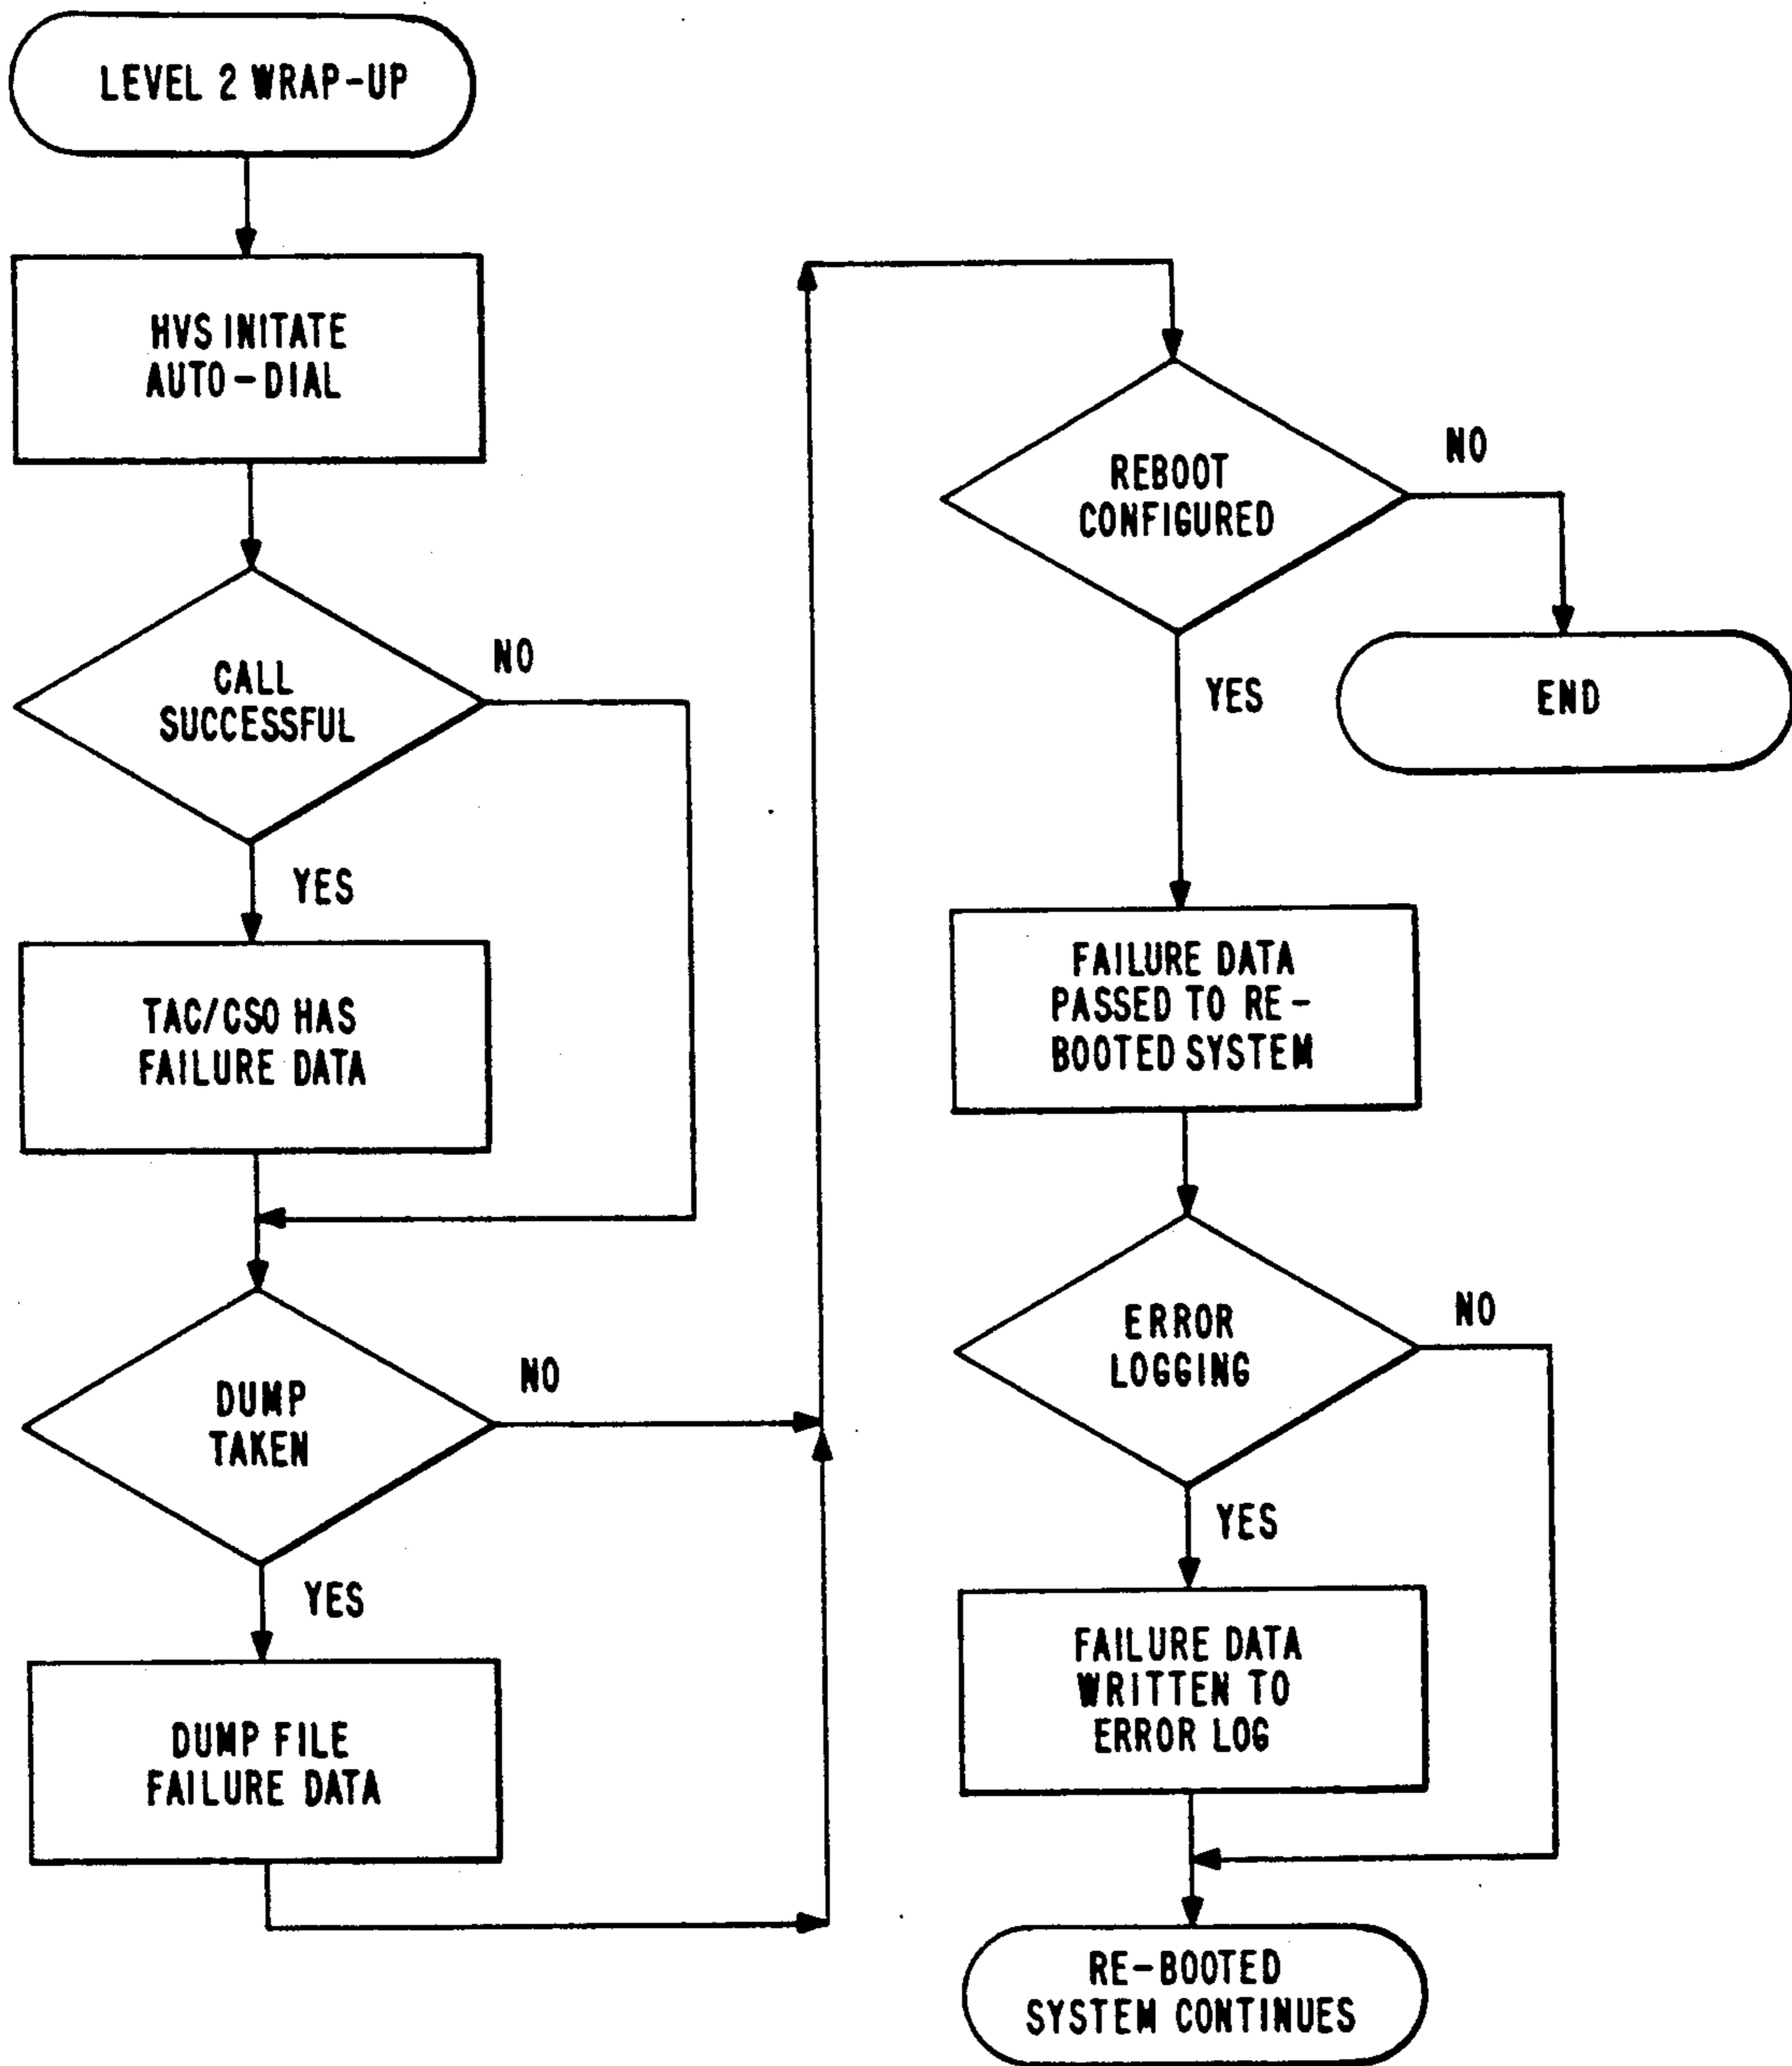 LEVEL 2 WRAP-UP
HVS INITATE
AUTO-DIAL
CALL
SUCCESSFUL
NO
YES
TAC/CSO HAS
FAILURE DATA
DUMP
TAKEN
NO
YES
DUMP FILE
FAILURE DATA
REBOOT
CONFIGURED
NO
END
YES
FAILURE DATA
PASSED TO RE-
BOOTED SYSTEM
ERROR
LOGGING
NO
YES
FAILURE DATA
WRITTEN TO
ERROR LOG
RE-BOOTED
SYSTEM CONTINUES